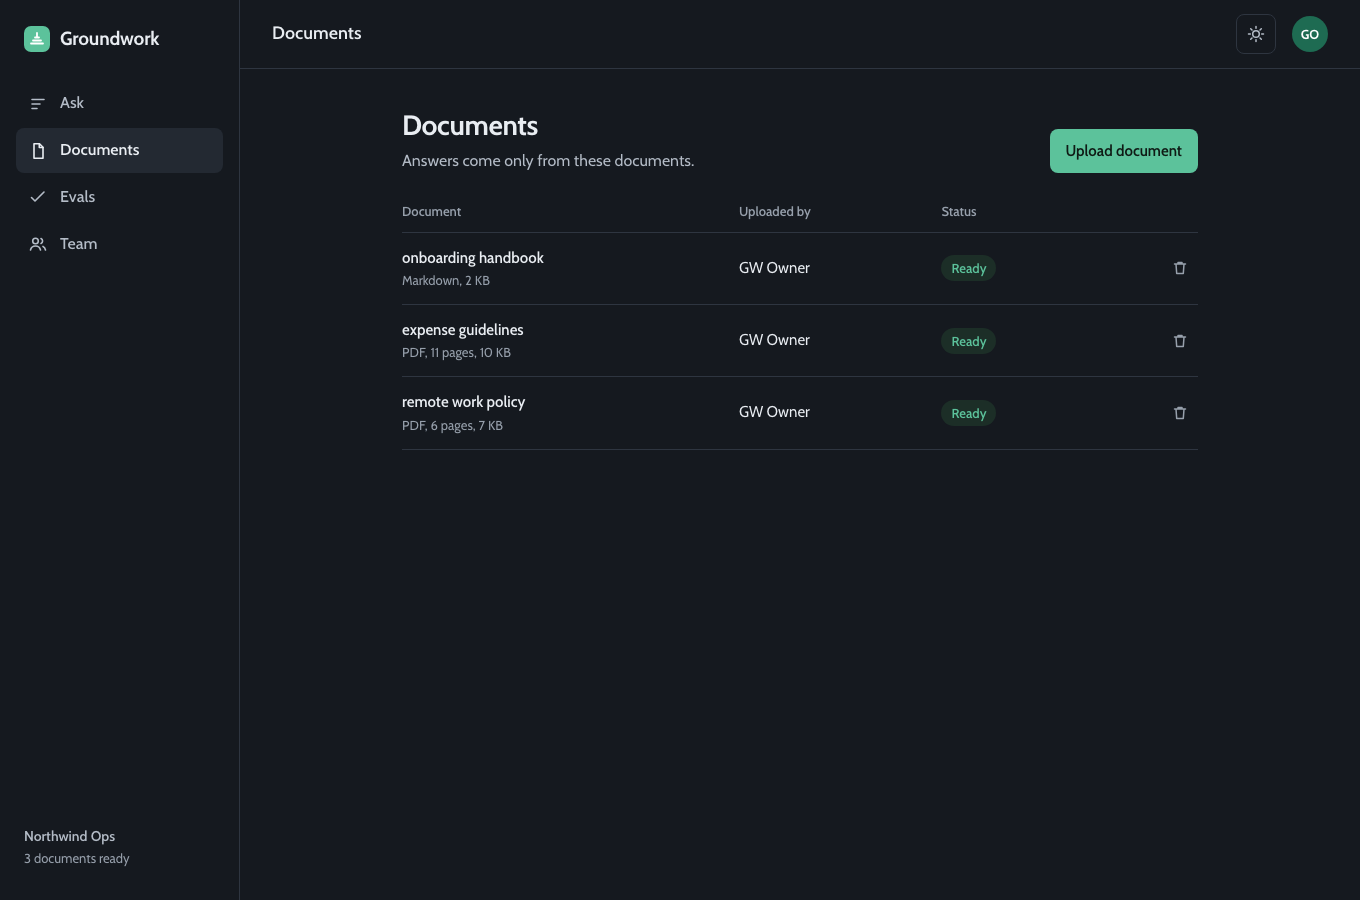 Groundwork
Ask
Documents
Evals
Team
Northwind Ops
3 documents ready
Documents
GO
Documents
Answers come only from these documents.
Upload document
Document Uploaded by Status
onboarding handbook
Markdown, 2 KB
GW Owner
Ready
expense guidelines
PDF, 11 pages, 10 KB
GW Owner
Ready
remote work policy
PDF, 6 pages, 7 KB
GW Owner
Ready